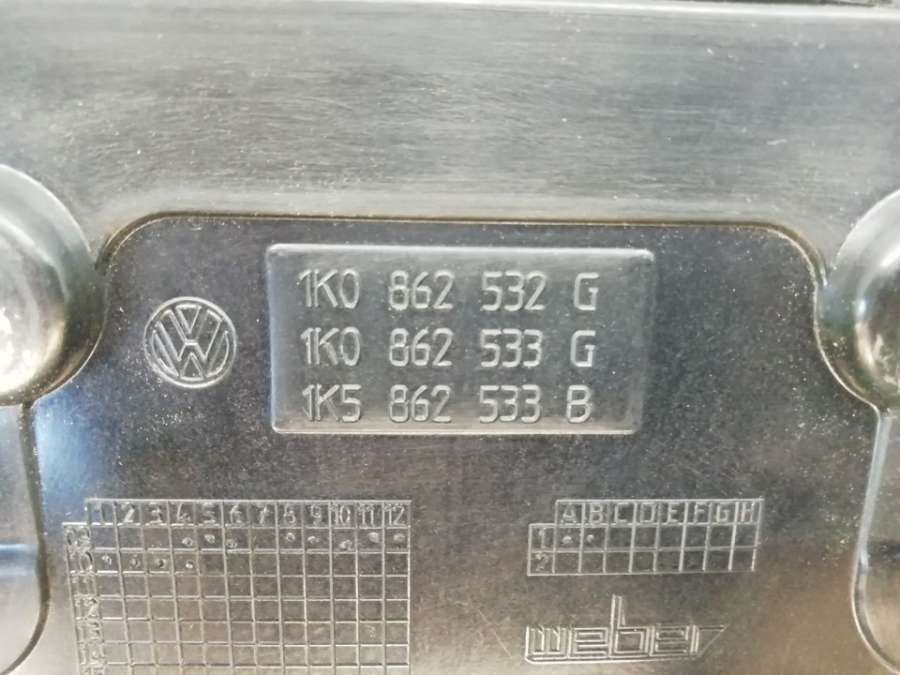 1K0 862 532 G
1K0 862 533 G
1K5 862 533 B
1 2 3 4 5 6 7 8 9 10 11 12
A B C D E F G H
1
2
weber